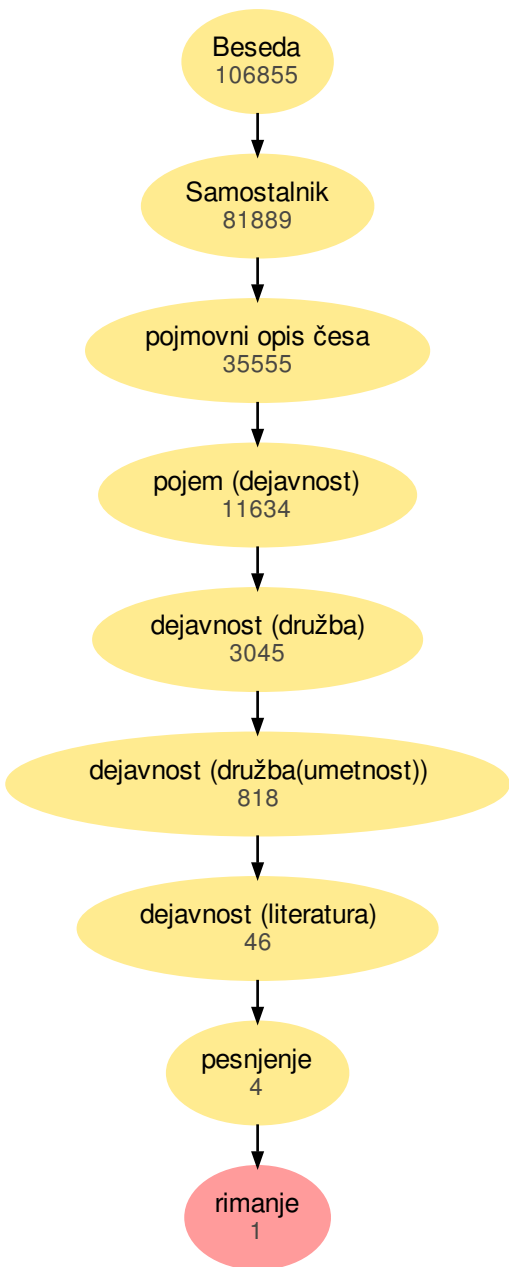 Beseda
106855
Samostalnik
81889
pojmovni opis česa
35555
pojem (dejavnost)
11634
dejavnost (družba)
3045
dejavnost (družba(umetnost))
818
dejavnost (literatura)
46
pesnjenje
4
rimanje
1